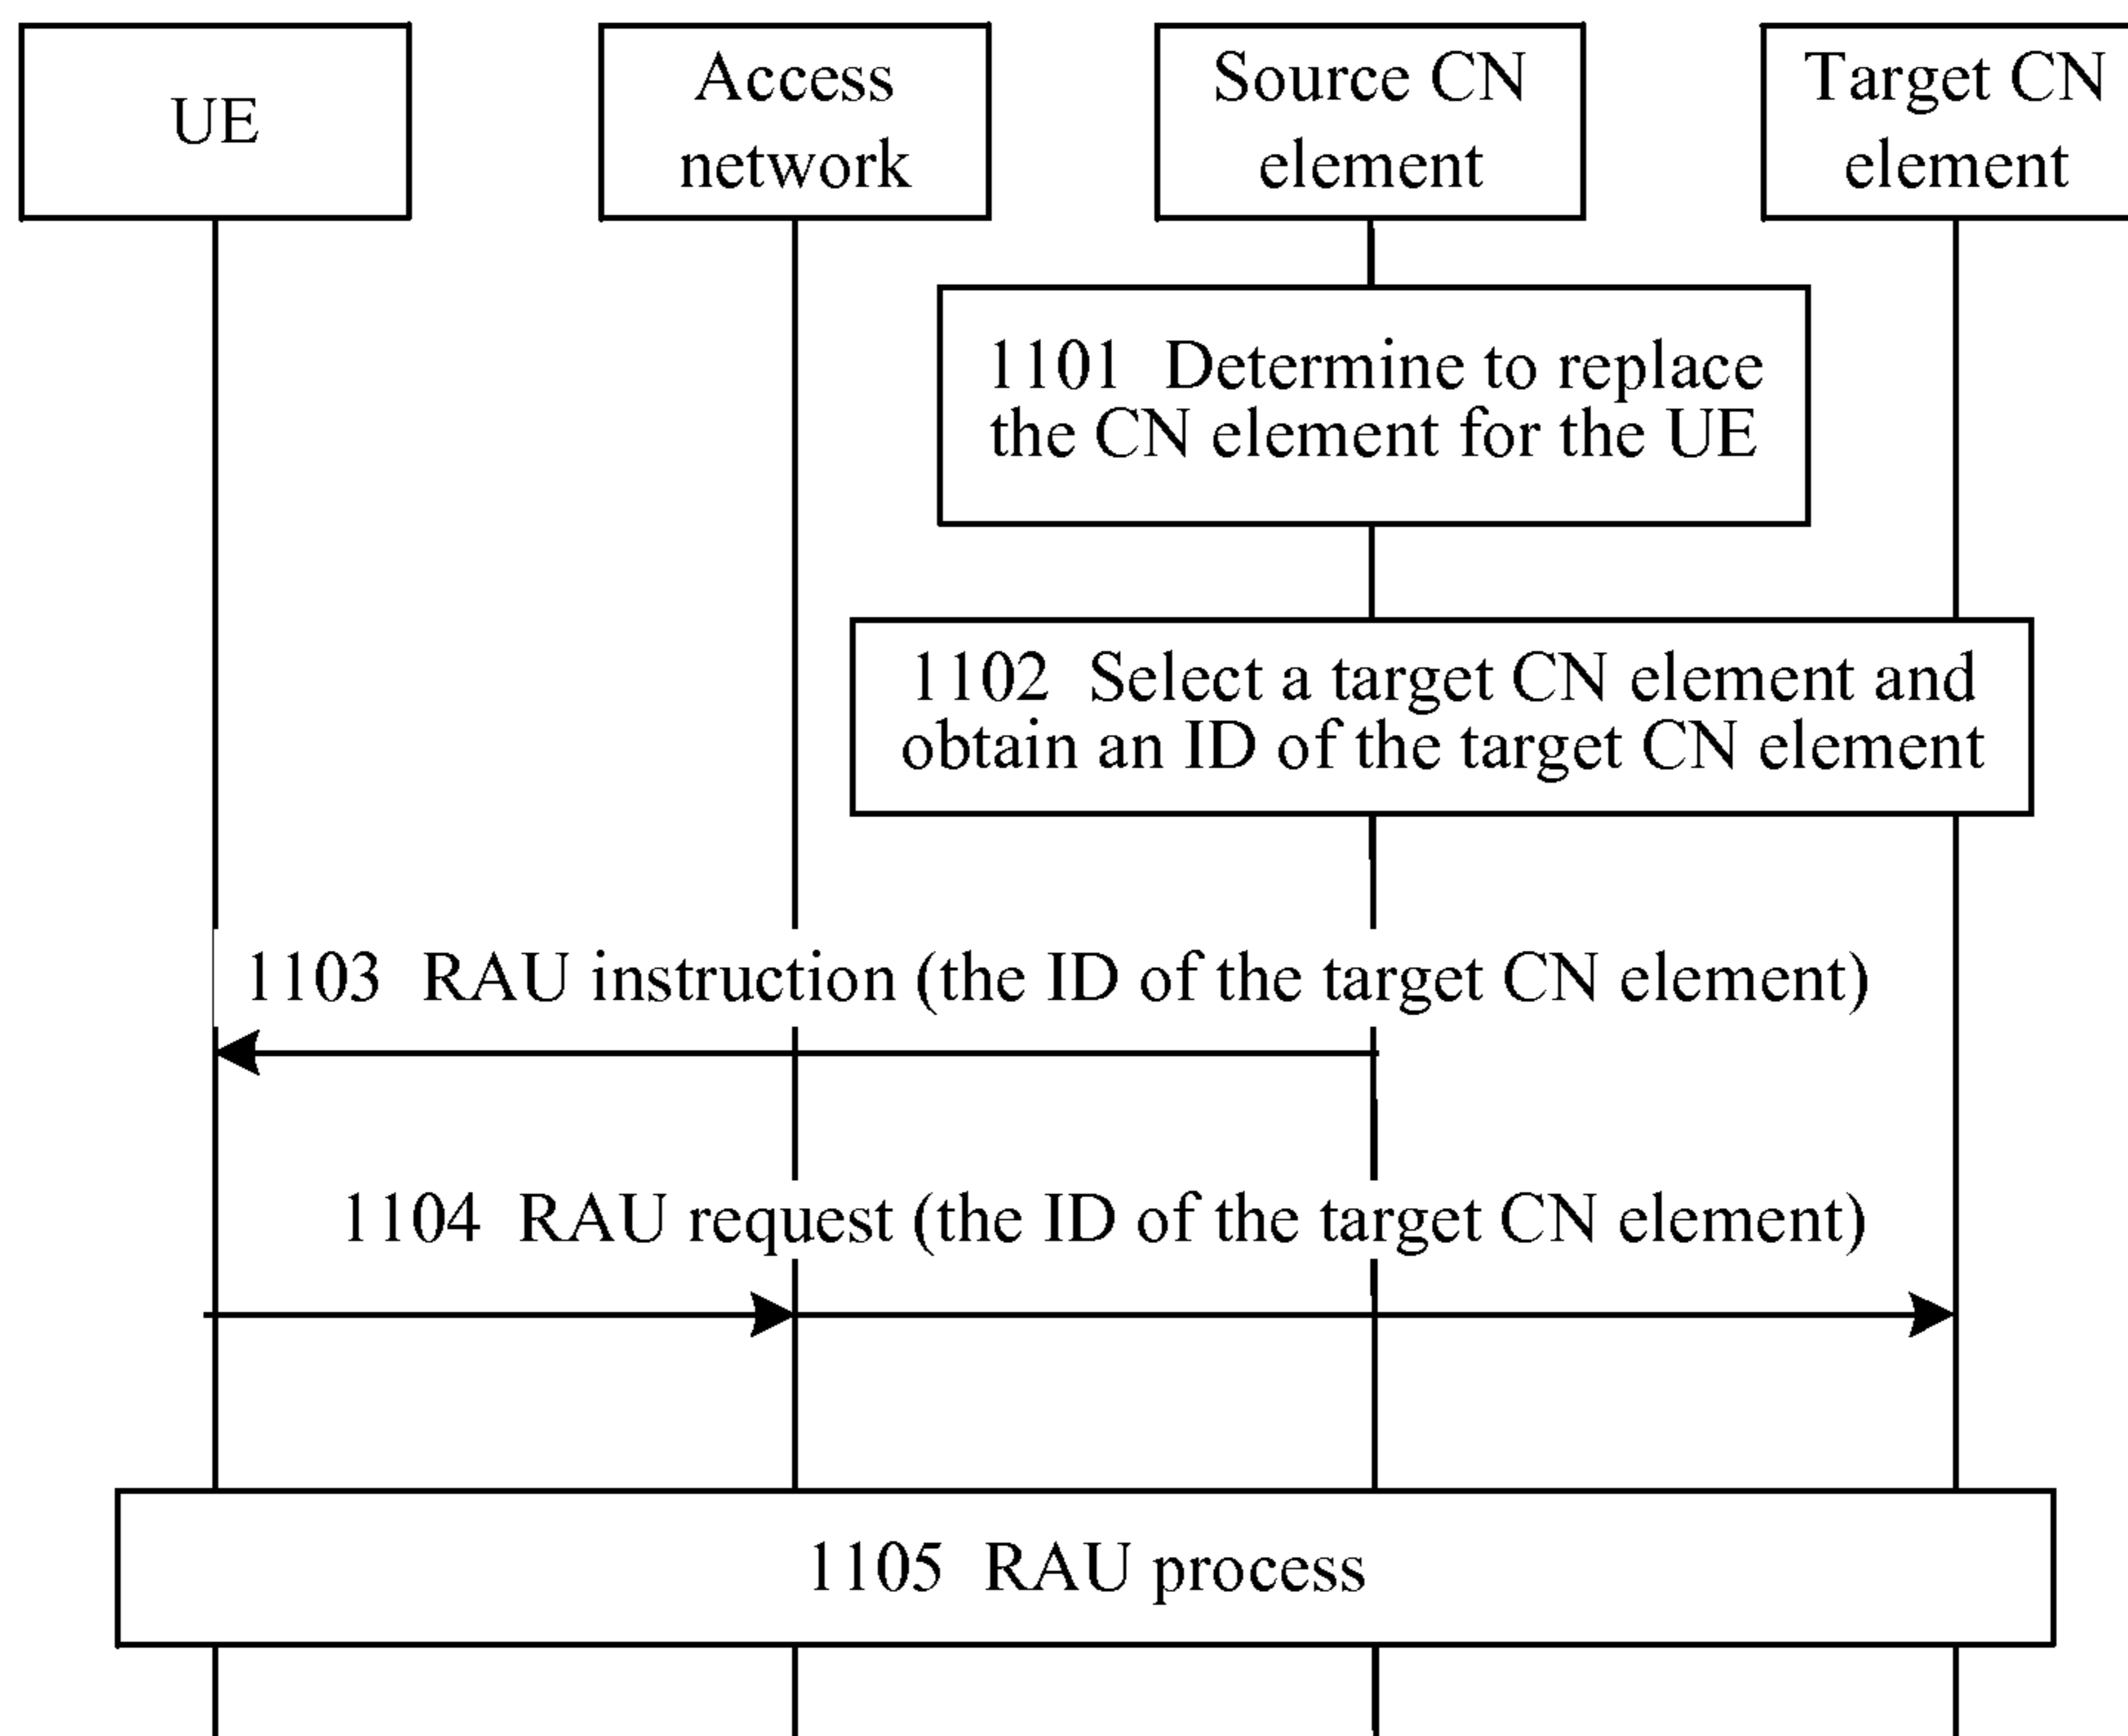 UE
Access
network
Source CN
element
Target CN
element
1101 Determine to replace
the CN element for the UE
1102 Select a target CN element and
obtain an ID of the target CN element
1103 RAU instruction (the ID of the target CN element)
1104 RAU request (the ID of the target CN element)
1105 RAU process